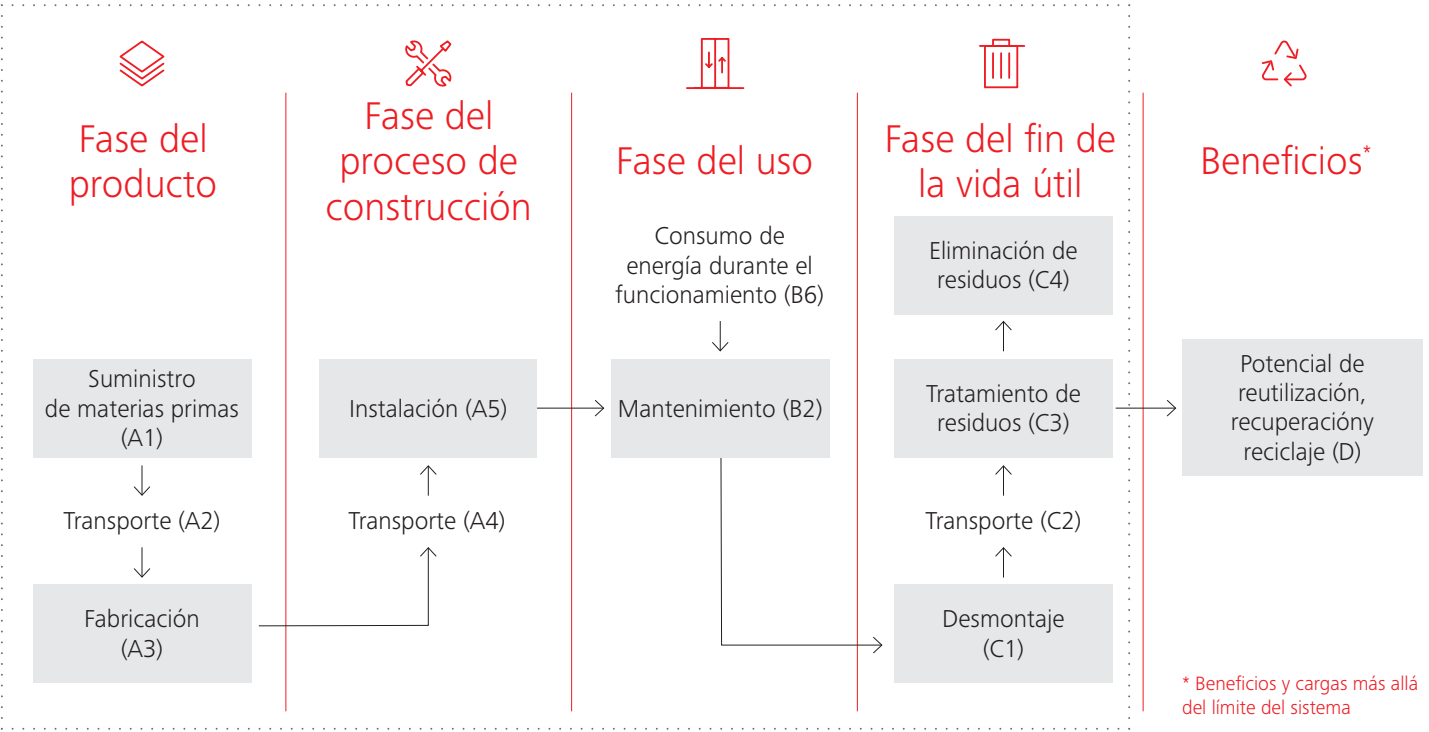 Fase del
producto
Suministro
de materias primas
(A1)
Transporte (A2)
Fabricación
(A3)
Fase del
proceso de
construcción
Instalación (A5)
Transporte (A4)
Fase del uso
Consumo de
energía durante el
funcionamiento (B6)
Mantenimiento (B2)
Fase del fin de
la vida útil
Eliminación de
residuos (C4)
Tratamiento de
residuos (C3)
Transporte (C2)
Desmontaje
(C1)
Beneficios*
Potencial de
reutilización,
recuperacióny
reciclaje (D)
* Beneficios y cargas más allá
del límite del sistema